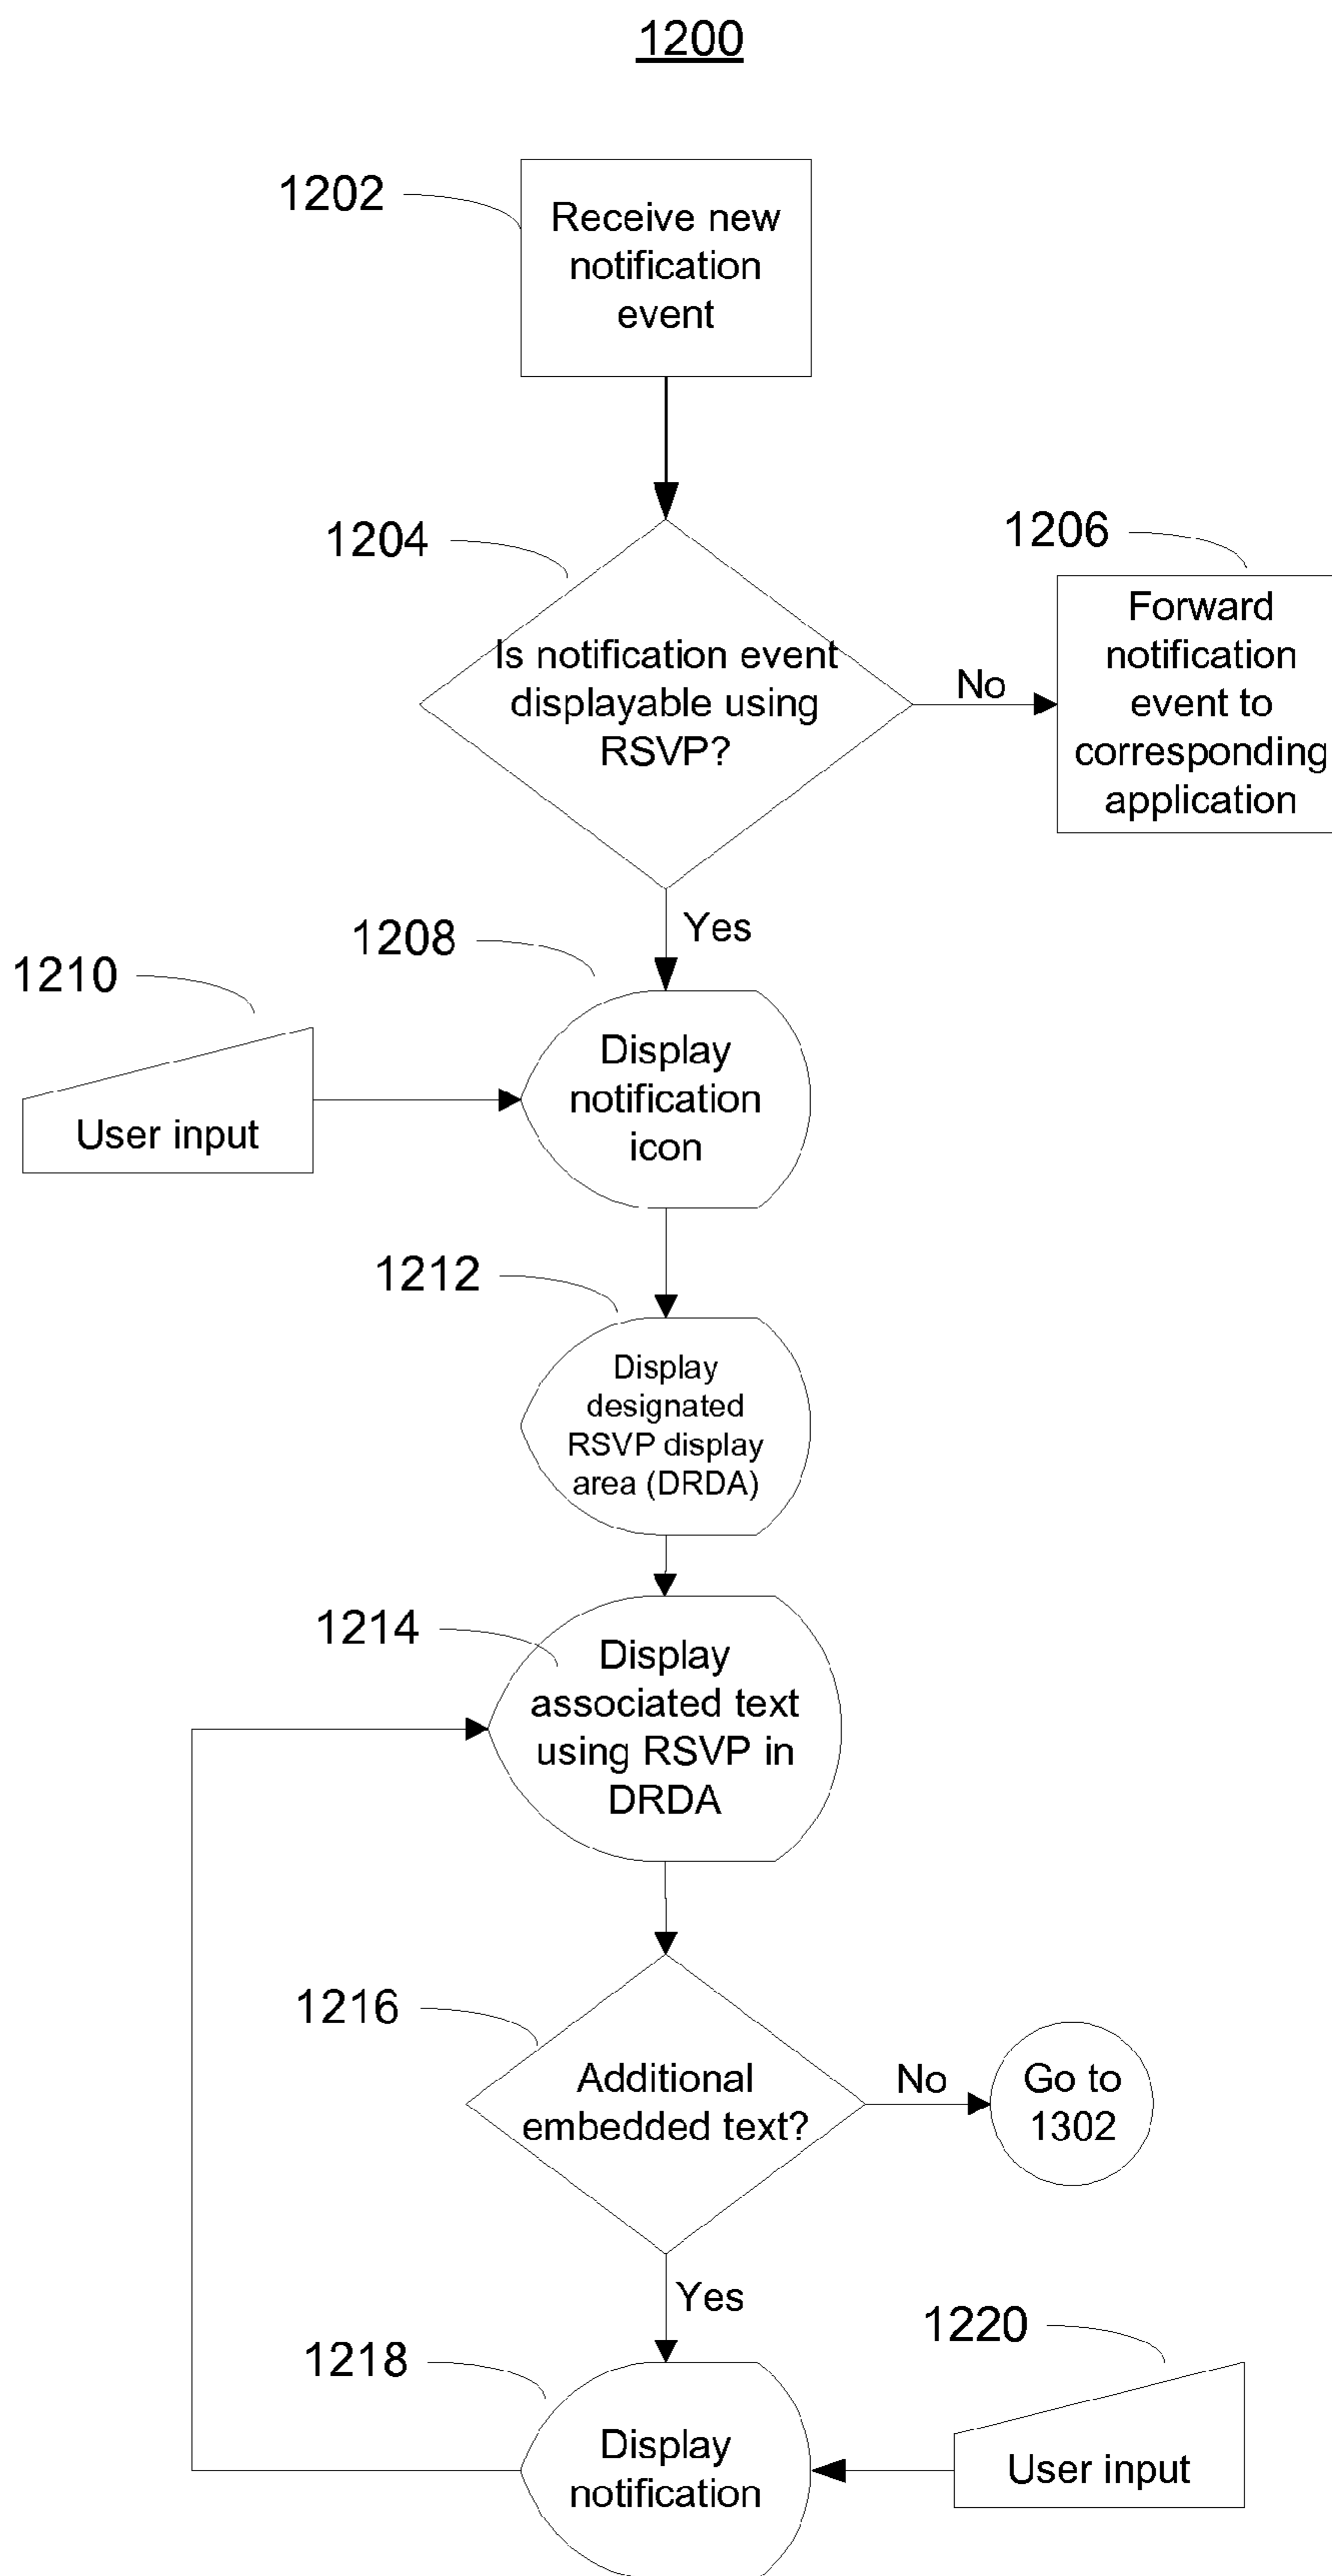 1200
1202
Receive new
notification
event
1204
Is notification event
displayable using
RSVP?
No
1206
Forward
notification
event to
corresponding
application
Yes
1208
Display
notification
icon
1210
User input
1212
Display
designated
RSVP display
area (DRDA)
1214
Display
associated text
using RSVP in
DRDA
1216
Additional
embedded text?
No
Go to
1302
Yes
1218
Display
notification
1220
User input